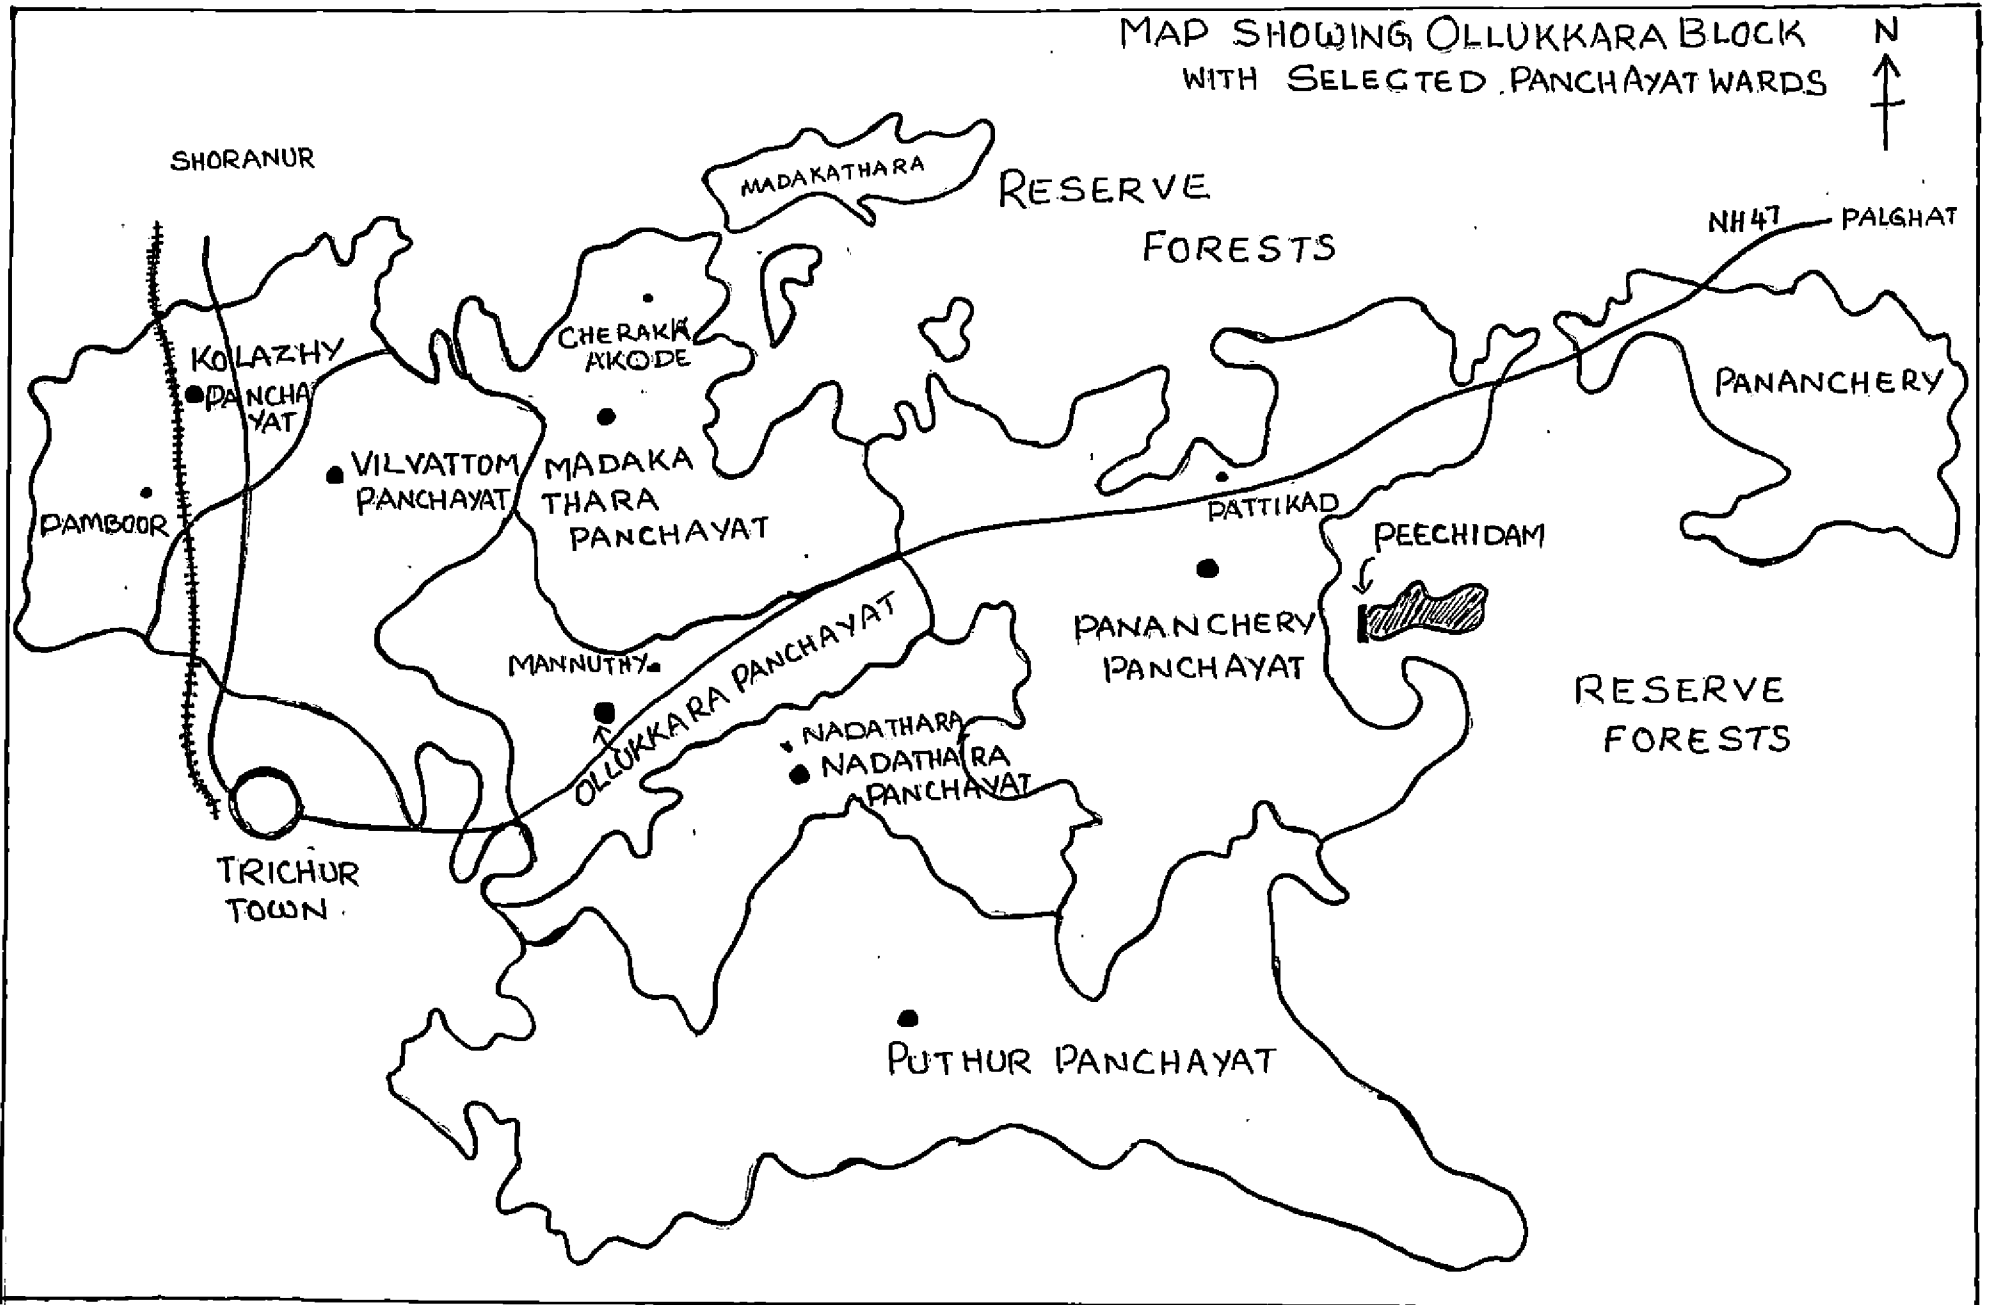 MAP SHOWING OLLUKKARA BLOCK
WITH SELECTED PANCHAYAT WARDS
N
SHORANUR
MADAKATHARA
RESERVE
FORESTS
NH 47
PALGHAT
KOLAZHY
PANCHA
YAT
CHERAKK
AKODE
PANANCHERY
VILVATTOM
PANCHAYAT
MADAKA
THARA
PANCHAYAT
PAMBOOR
PATTIKAD
PEECHIDAM
MANNUTHY
OLLUKKARA PANCHAYAT
PANANCHERY
PANCHAYAT
RESERVE
FORESTS
NADATHARA
NADATHARA
PANCHAYAT
TRICHUR
TOWN.
PUTHUR PANCHAYAT